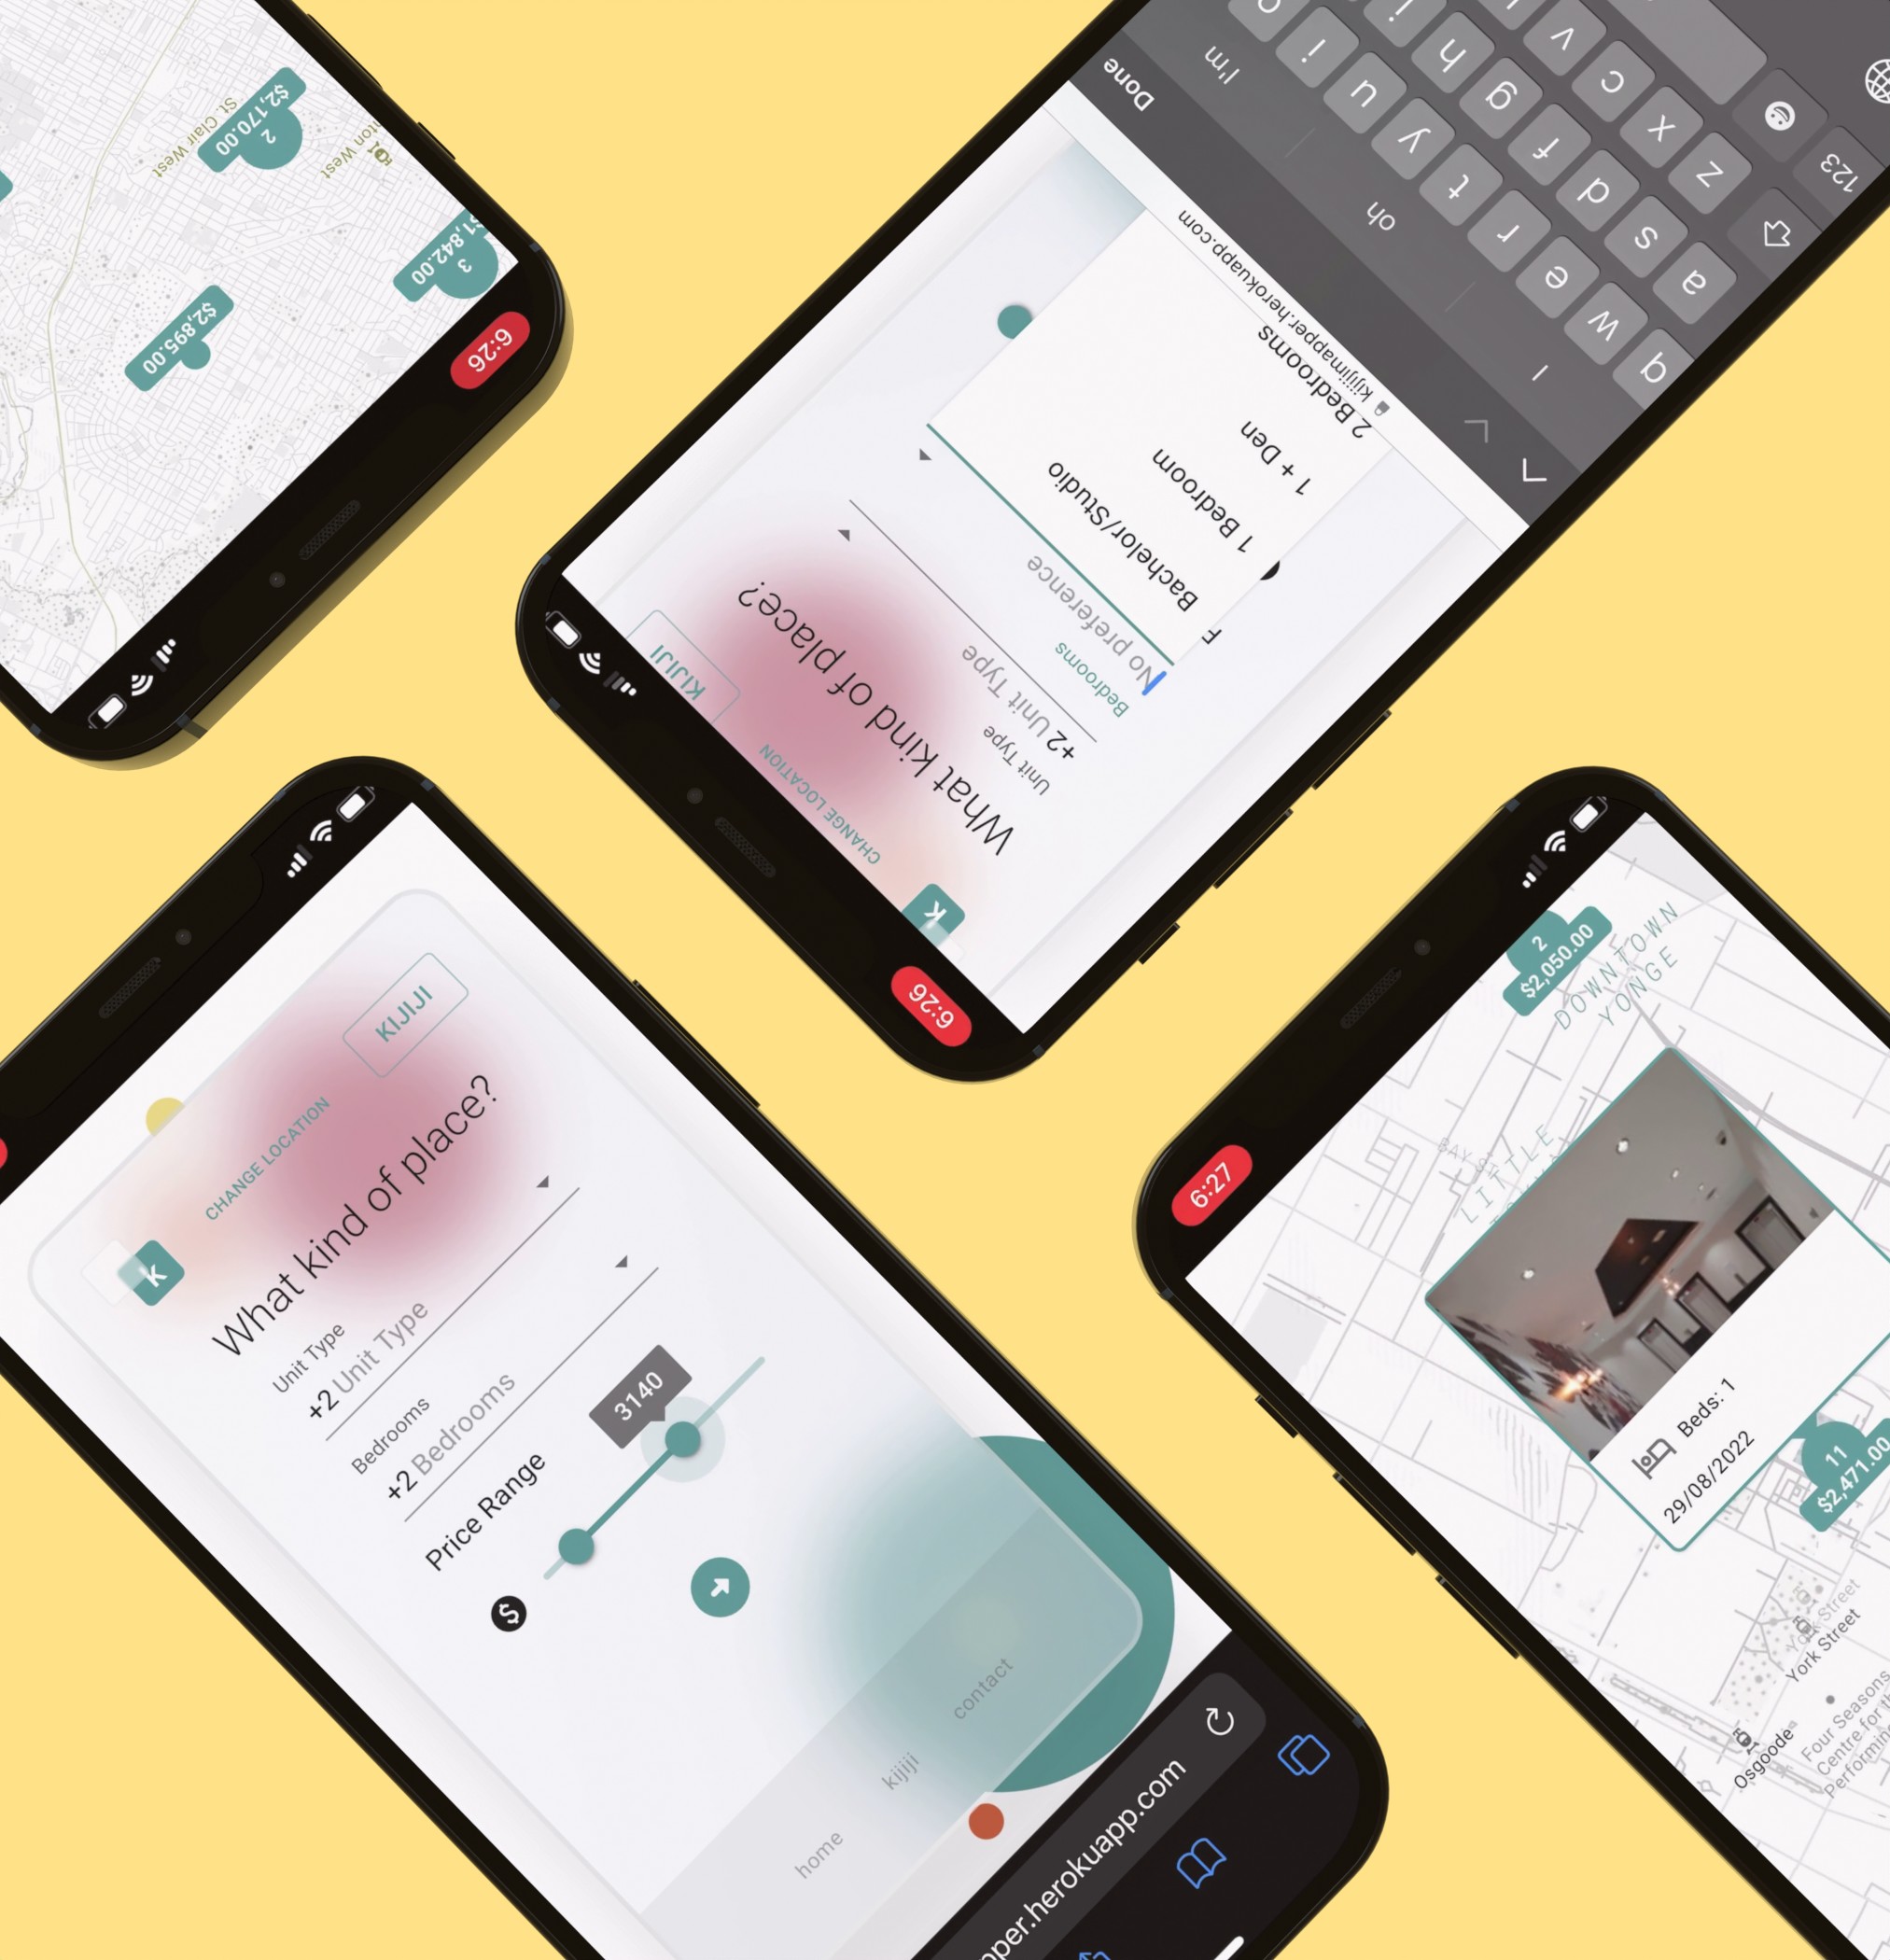 6:26
$2,170.00
2
St. Clair West
ton West
$1,842.00
3
$2,895.00
123
z
x
c
v
a
s
d
f
g
h
q
w
e
r
t
y
u
i
I
oh
I'm
Done
kijijimapper.herokuapp.com
6:26
K
CHANGE LOCATION
KIJIJI
What kind of place?
Unit Type
+2 Unit Type
Bedrooms
No preference
Bachelor/Studio
1 Bedroom
1 + Den
2 Bedrooms
K
CHANGE LOCATION
KIJIJI
What kind of place?
Unit Type
+2 Unit Type
Bedrooms
+2 Bedrooms
Price Range
3140
$
home
kijiji
contact
pper.herokuapp.com
6:27
2
$2,050.00
DOWNTOWN
YONGE
BAY ST
LITTLE
Beds: 1
29/08/2022
11
$2,471.00
York Street
York Street
Osgoode
Four Seasons
Centre for th
Performin